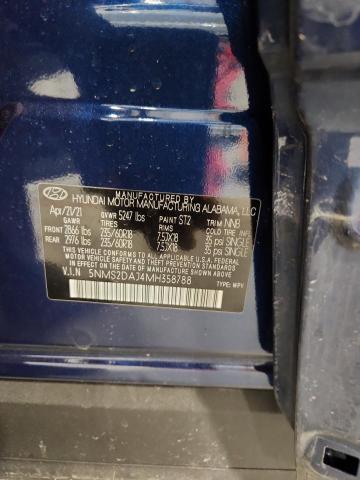 MANUFACTURED BY
HYUNDAI MOTOR MANUFACTURING ALABAMA, LLC
Apr/21/21 GVWR 5247 lbs PAINT ST2 TRIM NNB
GAWR TIRES RIMS
FRONT 2866 lbs 235/60R18 7.5JX18 35 psi SINGLE
REAR 2976 lbs 235/60R18 7.5JX18 35 psi SINGLE
THIS VEHICLE CONFORMS TO ALL APPLICABLE U.S.A. FEDERAL
MOTOR VEHICLE SAFETY, BUMPER, AND THEFT PREVENTION
STANDARDS IN EFFECT ON THE DATE OF MANUFACTURE SHOWN ABOVE.
V.I.N 5NMS2DAJ4MH358788
TYPE: MPV